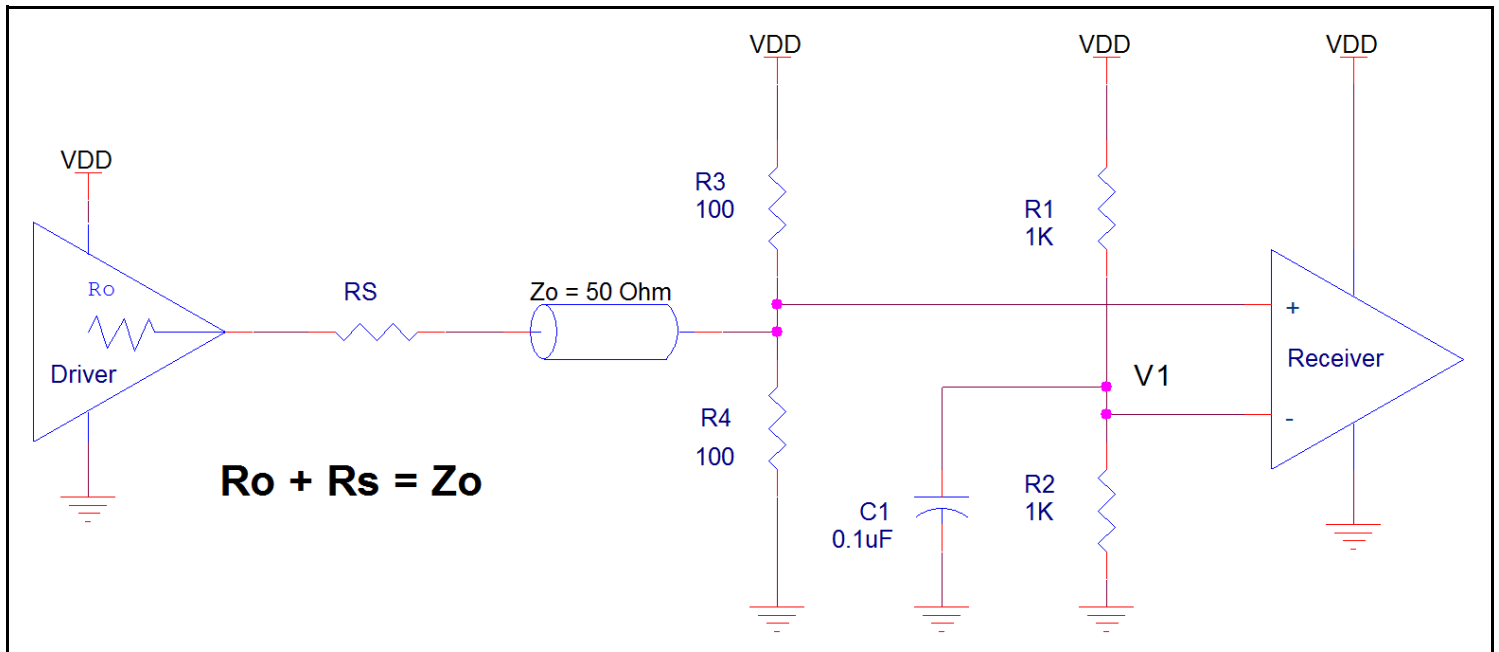 VDD
VDD
VDD
VDD
R3
100
R1
1K
Ro
RS
Zo = 50 Ohm
+
Driver
Receiver
V1
R4
100
-
Ro + Rs = Zo
R2
1K
C1
0.1uF